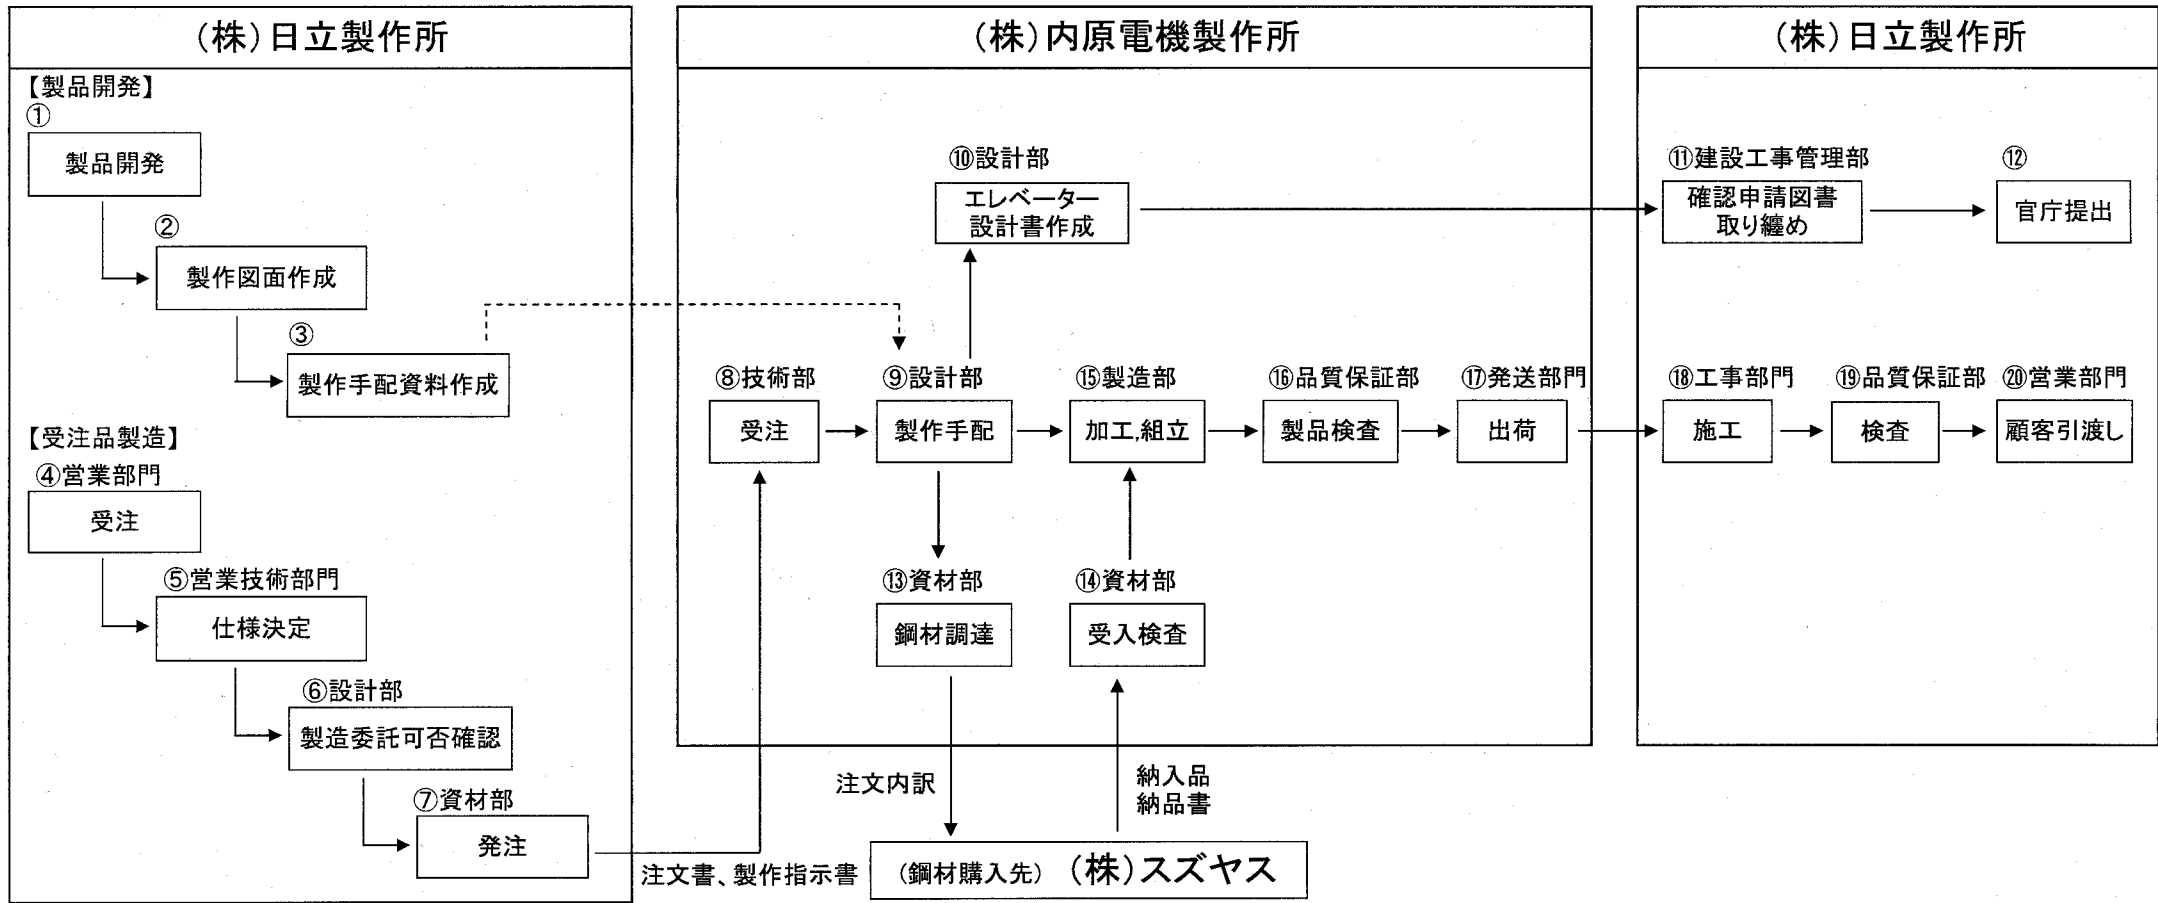 (株)日立製作所
【製品開発】
①
製品開発
②
製作図面作成
③
製作手配資料作成
【受注品製造】
④営業部門
受注
⑤営業技術部門
仕様決定
⑥設計部
製造委託可否確認
⑦資材部
発注
注文書、製作指示書
(株)内原電機製作所
⑩設計部
エレベーター
設計書作成
⑧技術部
受注
⑨設計部
製作手配
⑮製造部
加工,組立
⑯品質保証部
製品検査
⑰発送部門
出荷
⑬資材部
鋼材調達
⑭資材部
受入検査
注文内訳
納入品
納品書
(鋼材購入先) (株)スズヤス
(株)日立製作所
⑪建設工事管理部
確認申請図書
取り纏め
⑫
官庁提出
⑱工事部門
施工
⑲品質保証部
検査
⑳営業部門
顧客引渡し